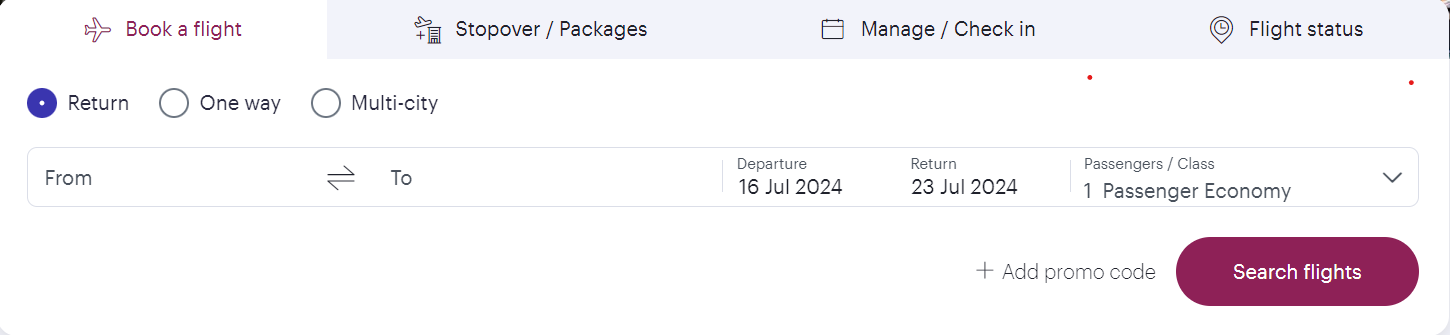 Book a flight
Stopover / Packages
Manage / Check in
Flight status
Return
One way
Multi-city
From
To
Departure
16 Jul 2024
Return
23 Jul 2024
Passengers / Class
1 Passenger Economy
+ Add promo code
Search flights